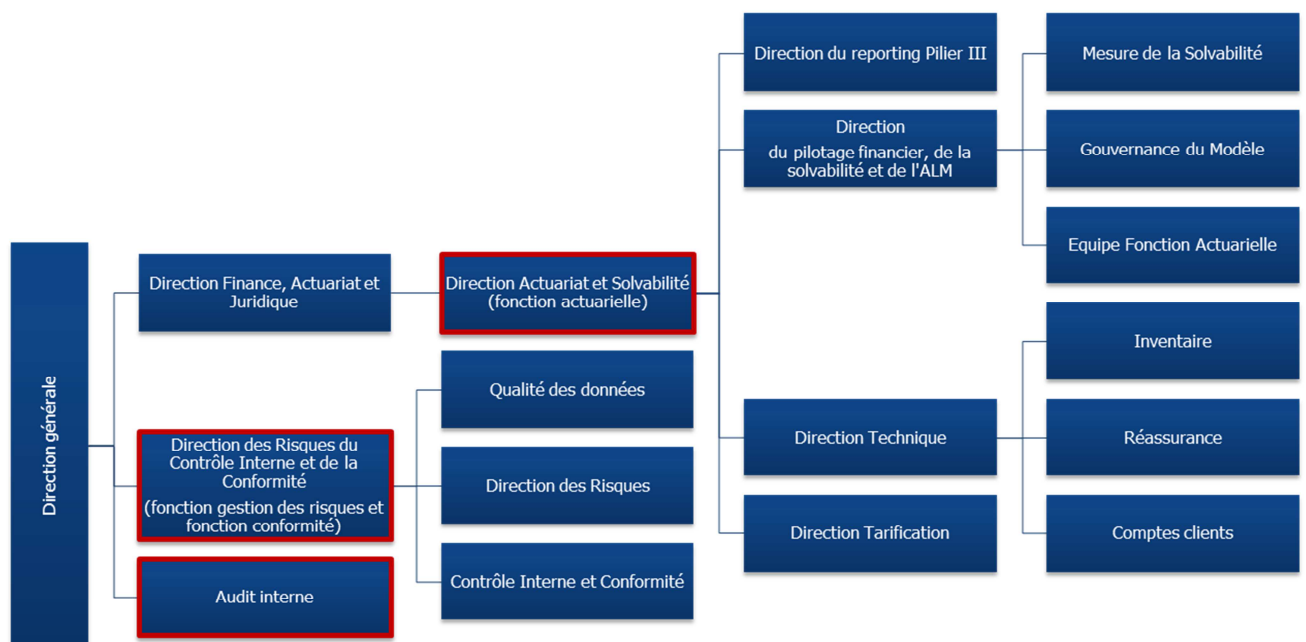 Direction générale
Direction Finance, Actuariat et
Juridique
Direction des Risques du
Contrôle Interne et de la
Conformité
(fonction gestion des risques et
fonction conformité)
Audit interne
Direction Actuariat et Solvabilité
(fonction actuarielle)
Qualité des données
Direction des Risques
Contrôle Interne et Conformité
Direction du reporting Pilier III
Direction
du pilotage financier, de la
solvabilité et de l'ALM
Direction Technique
Direction Tarification
Mesure de la Solvabilité
Gouvernance du Modèle
Equipe Fonction Actuarielle
Inventaire
Réassurance
Comptes clients